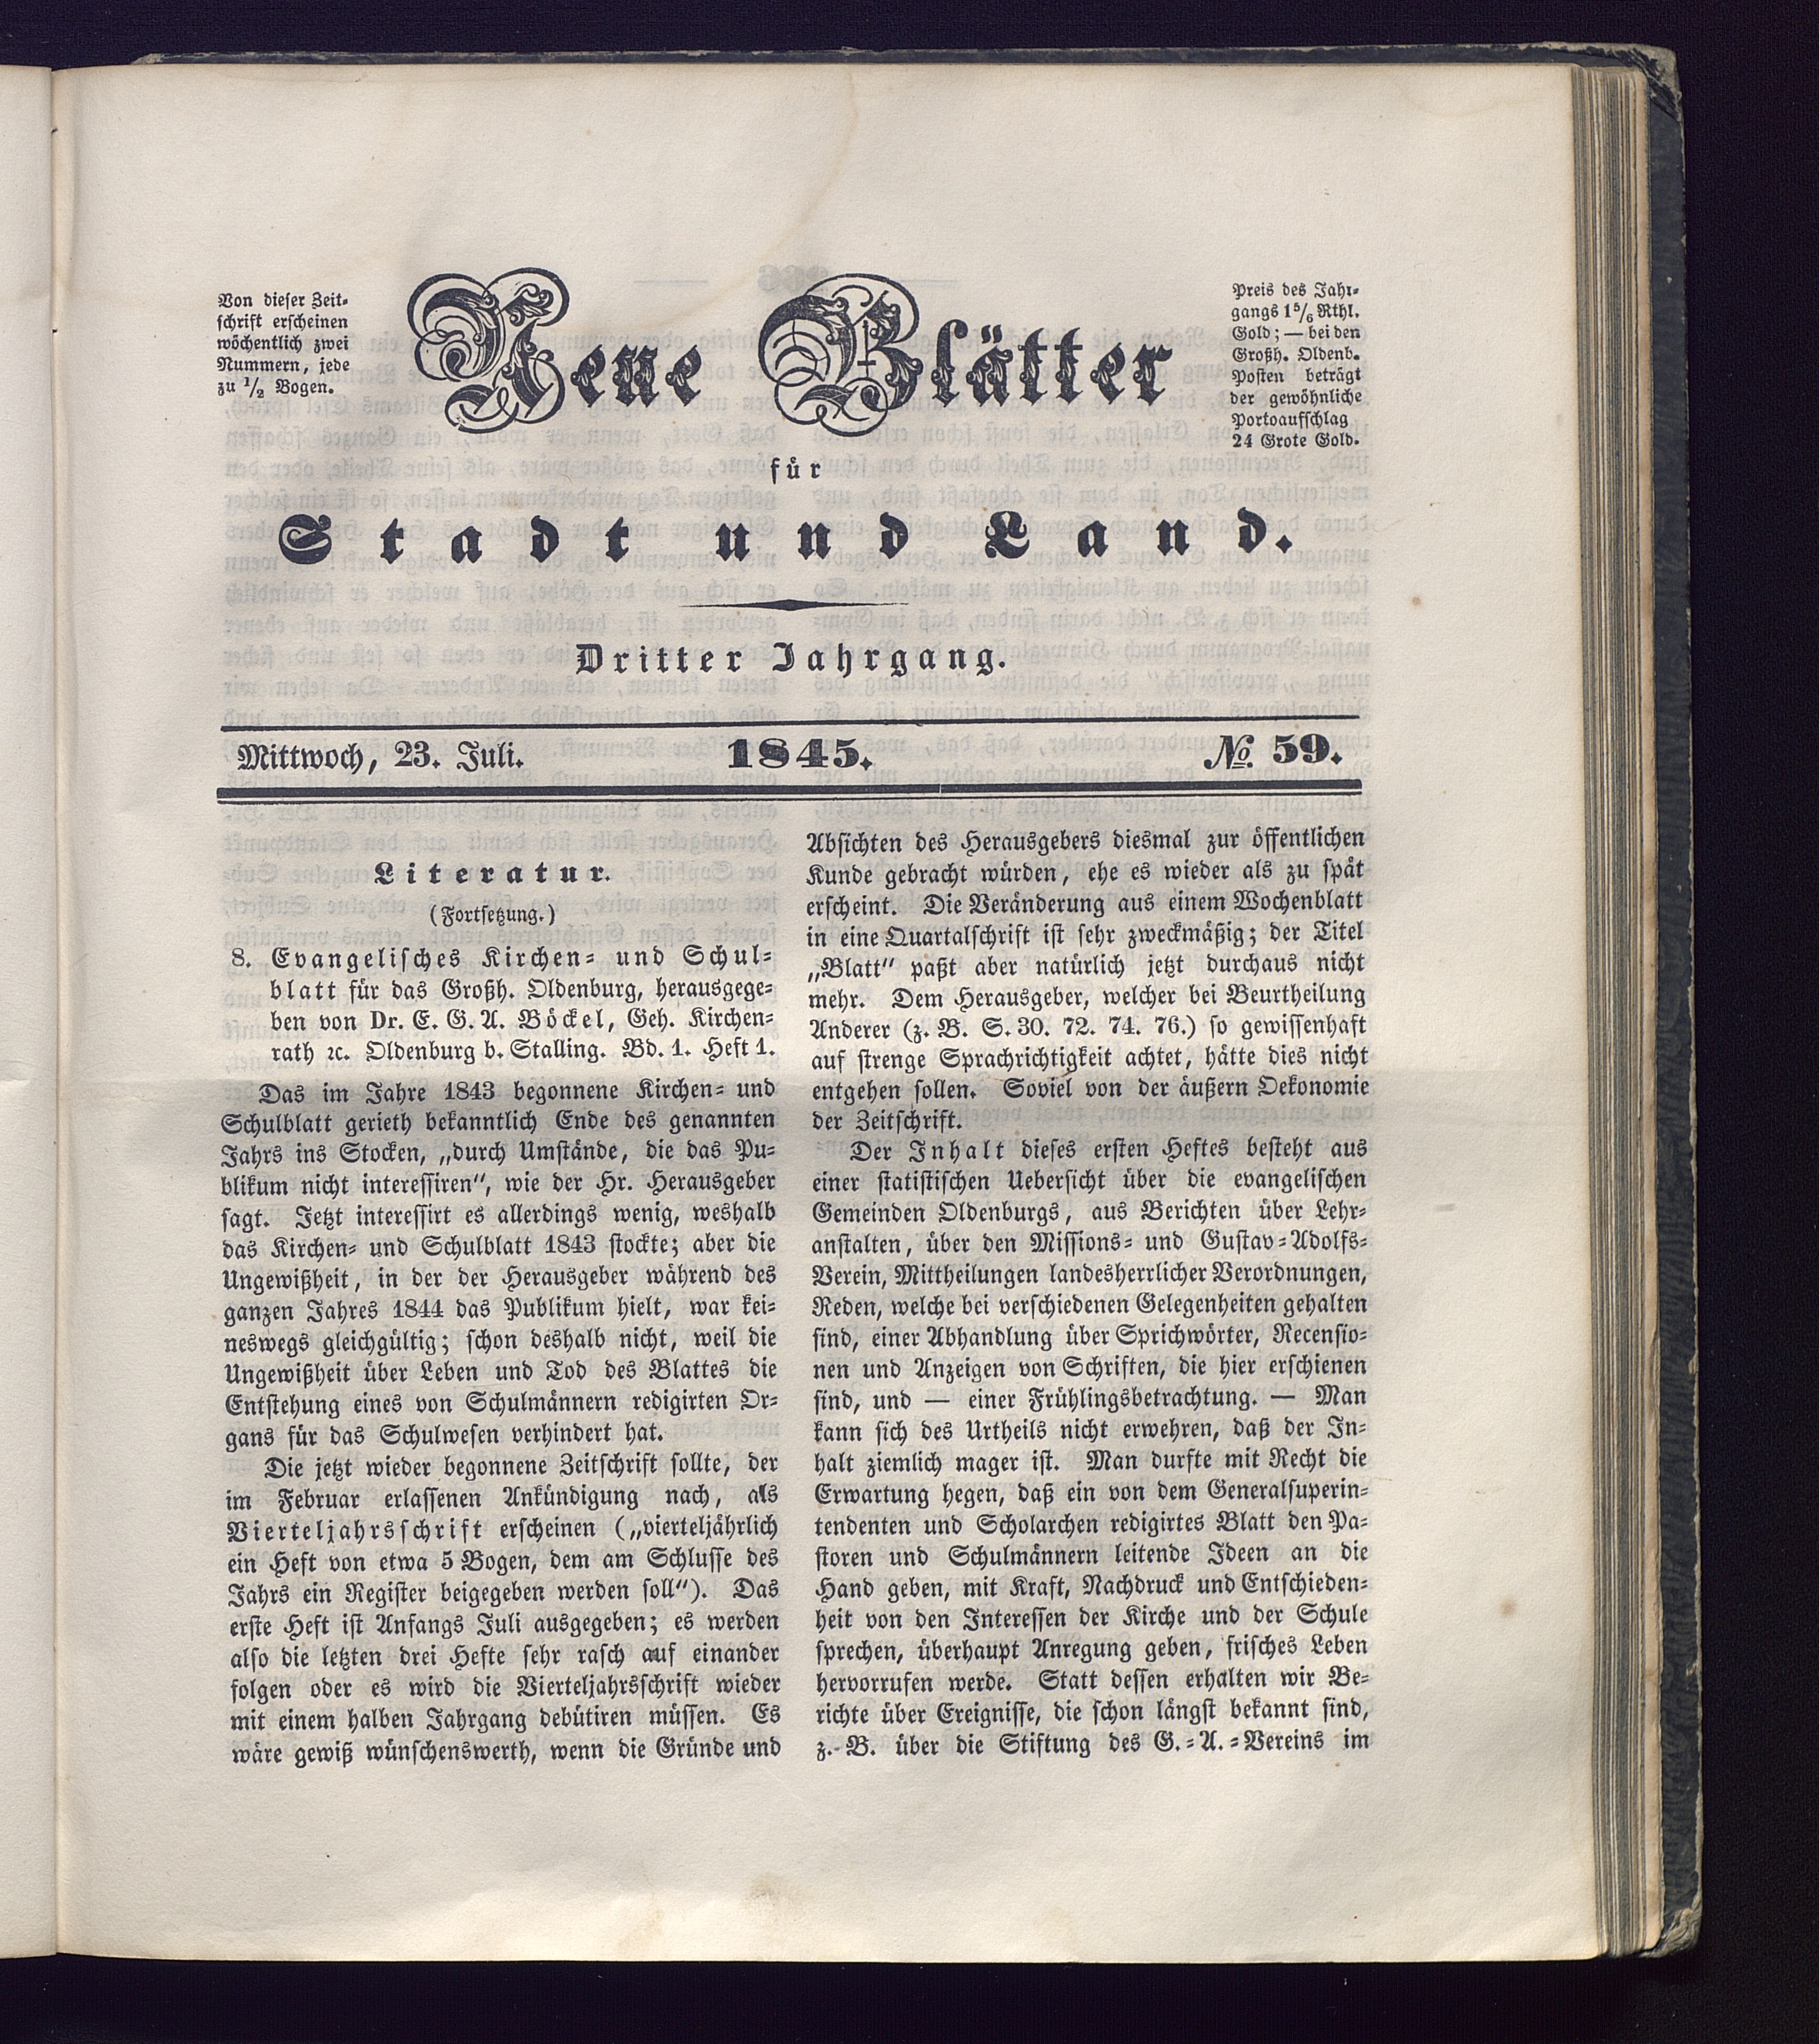 Von dieser Zeit-
schrift erscheinen
wöchentlich zwei
Nummern, jede
zu 1/2 Bogen.
Neue Blätter
für
Stadt und Land.
Preis des Jahr-
gangs 1 5/6 Rthl.
Gold; — bei den
Großh. Oldenb.
Posten beträgt
der gewöhnliche
Portoaufschlag
24 Grote Gold.
Dritter Jahrgang.
Mittwoch, 23. Juli. 1845. No. 59.
Literatur.
(Fortsetzung.)
8. Evangelisches Kirchen- und Schul-
blatt für das Großh. Oldenburg, herausgege-
ben von Dr. E. G. A. Böckel, Geh. Kirchen-
rath ꝛc. Oldenburg b. Stalling. Bd. 1. Heft 1.
Das im Jahre 1843 begonnene Kirchen- und
Schulblatt gerieth bekanntlich Ende des genannten
Jahrs ins Stocken, „durch Umstände, die das Pu-
blikum nicht interessiren“, wie der Hr. Herausgeber
sagt. Jetzt interessirt es allerdings wenig, weshalb
das Kirchen- und Schulblatt 1843 stockte; aber die
Ungewißheit, in der der Herausgeber während des
ganzen Jahres 1844 das Publikum hielt, war kei-
neswegs gleichgültig; schon deshalb nicht, weil die
Ungewißheit über Leben und Tod des Blattes die
Entstehung eines von Schulmännern redigirten Or-
gans für das Schulwesen verhindert hat.
Die jetzt wieder begonnene Zeitschrift sollte, der
im Februar erlassenen Ankündigung nach, als
Vierteljahrsschrift erscheinen („vierteljährlich
ein Heft von etwa 5 Bogen, dem am Schlusse des
Jahrs ein Register beigegeben werden soll“). Das
erste Heft ist Anfangs Juli ausgegeben; es werden
also die letzten drei Hefte sehr rasch auf einander
folgen oder es wird die Vierteljahrsschrift wieder
mit einem halben Jahrgang debütiren müssen. Es
wäre gewiß wünschenswerth, wenn die Gründe und
Absichten des Herausgebers diesmal zur öffentlichen
Kunde gebracht würden, ehe es wieder als zu spät
erscheint. Die Veränderung aus einem Wochenblatt
in eine Quartalschrift ist sehr zweckmäßig; der Titel
„Blatt“ paßt aber natürlich jetzt durchaus nicht
mehr. Dem Herausgeber, welcher bei Beurtheilung
Anderer (z. B. S. 30. 72. 74. 76.) so gewissenhaft
auf strenge Sprachrichtigkeit achtet, hätte dies nicht
entgehen sollen. Soviel von der äußern Oekonomie
der Zeitschrift.
Der Inhalt dieses ersten Heftes besteht aus
einer statistischen Uebersicht über die evangelischen
Gemeinden Oldenburgs, aus Berichten über Lehr-
anstalten, über den Missions- und Gustav-Adolfs-
Verein, Mittheilungen landesherrlicher Verordnungen,
Reden, welche bei verschiedenen Gelegenheiten gehalten
sind, einer Abhandlung über Sprichwörter, Recensio-
nen und Anzeigen von Schriften, die hier erschienen
sind, und — einer Frühlingsbetrachtung. — Man
kann sich des Urtheils nicht erwehren, daß der In-
halt ziemlich mager ist. Man durfte mit Recht die
Erwartung hegen, daß ein von dem Generalsuperin-
tendenten und Scholarchen redigirtes Blatt den Pa-
storen und Schulmännern leitende Ideen an die
Hand geben, mit Kraft, Nachdruck und Entschieden-
heit von den Interessen der Kirche und der Schule
sprechen, überhaupt Anregung geben, frisches Leben
hervorrufen werde. Statt dessen erhalten wir Be-
richte über Ereignisse, die schon längst bekannt sind,
z. B. über die Stiftung des G.-A.-Vereins im